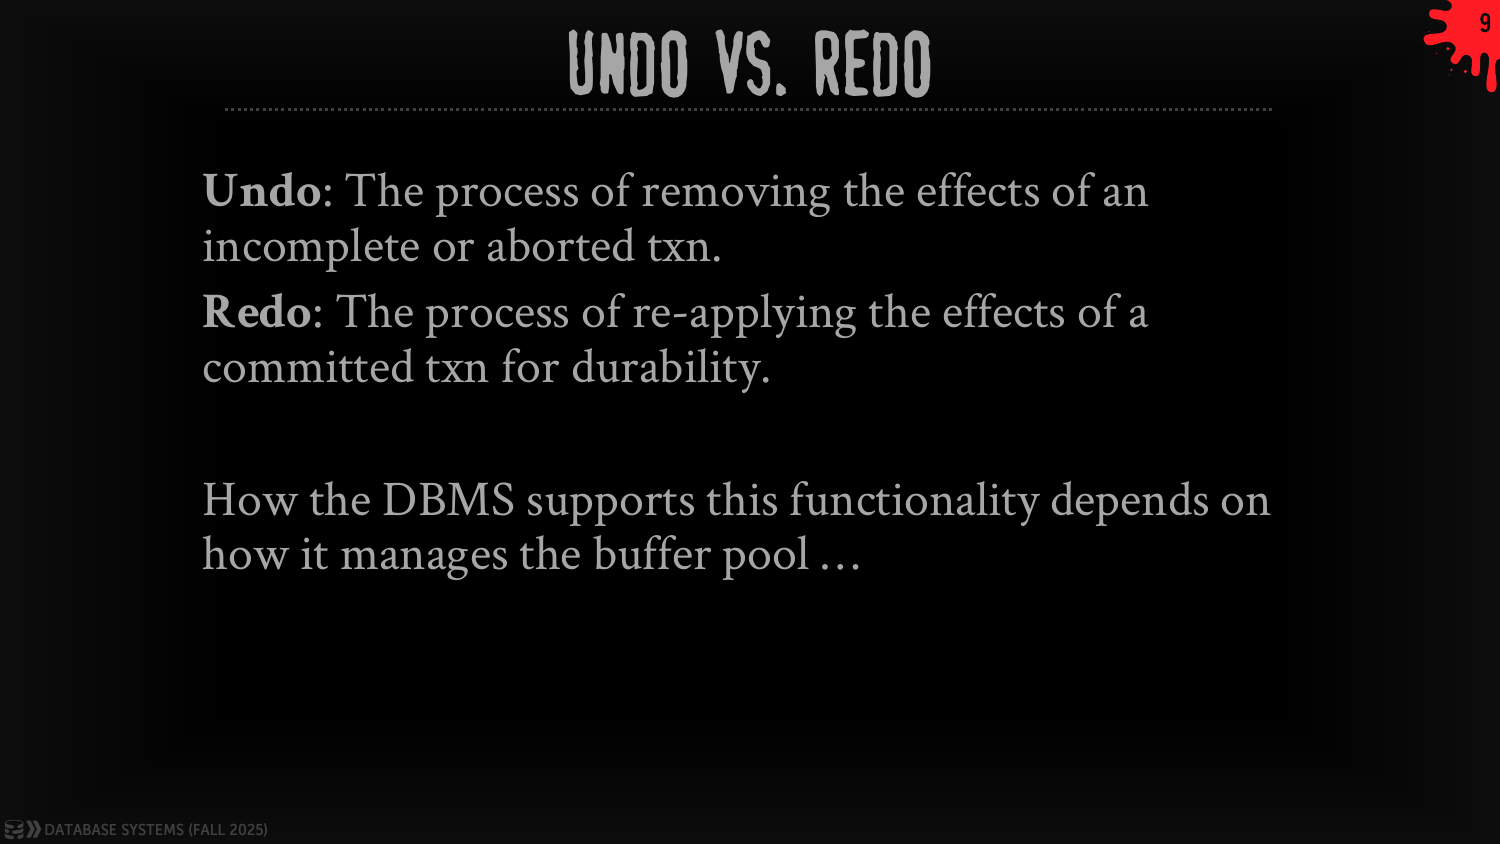 9
UNDO VS. REDO
Undo: The process of removing the effects of an
incomplete or aborted txn.
Redo: The process of re-applying the effects of a
committed txn for durability.
How the DBMS supports this functionality depends on
how it manages the buffer pool …
DATABASE SYSTEMS (FALL 2025)